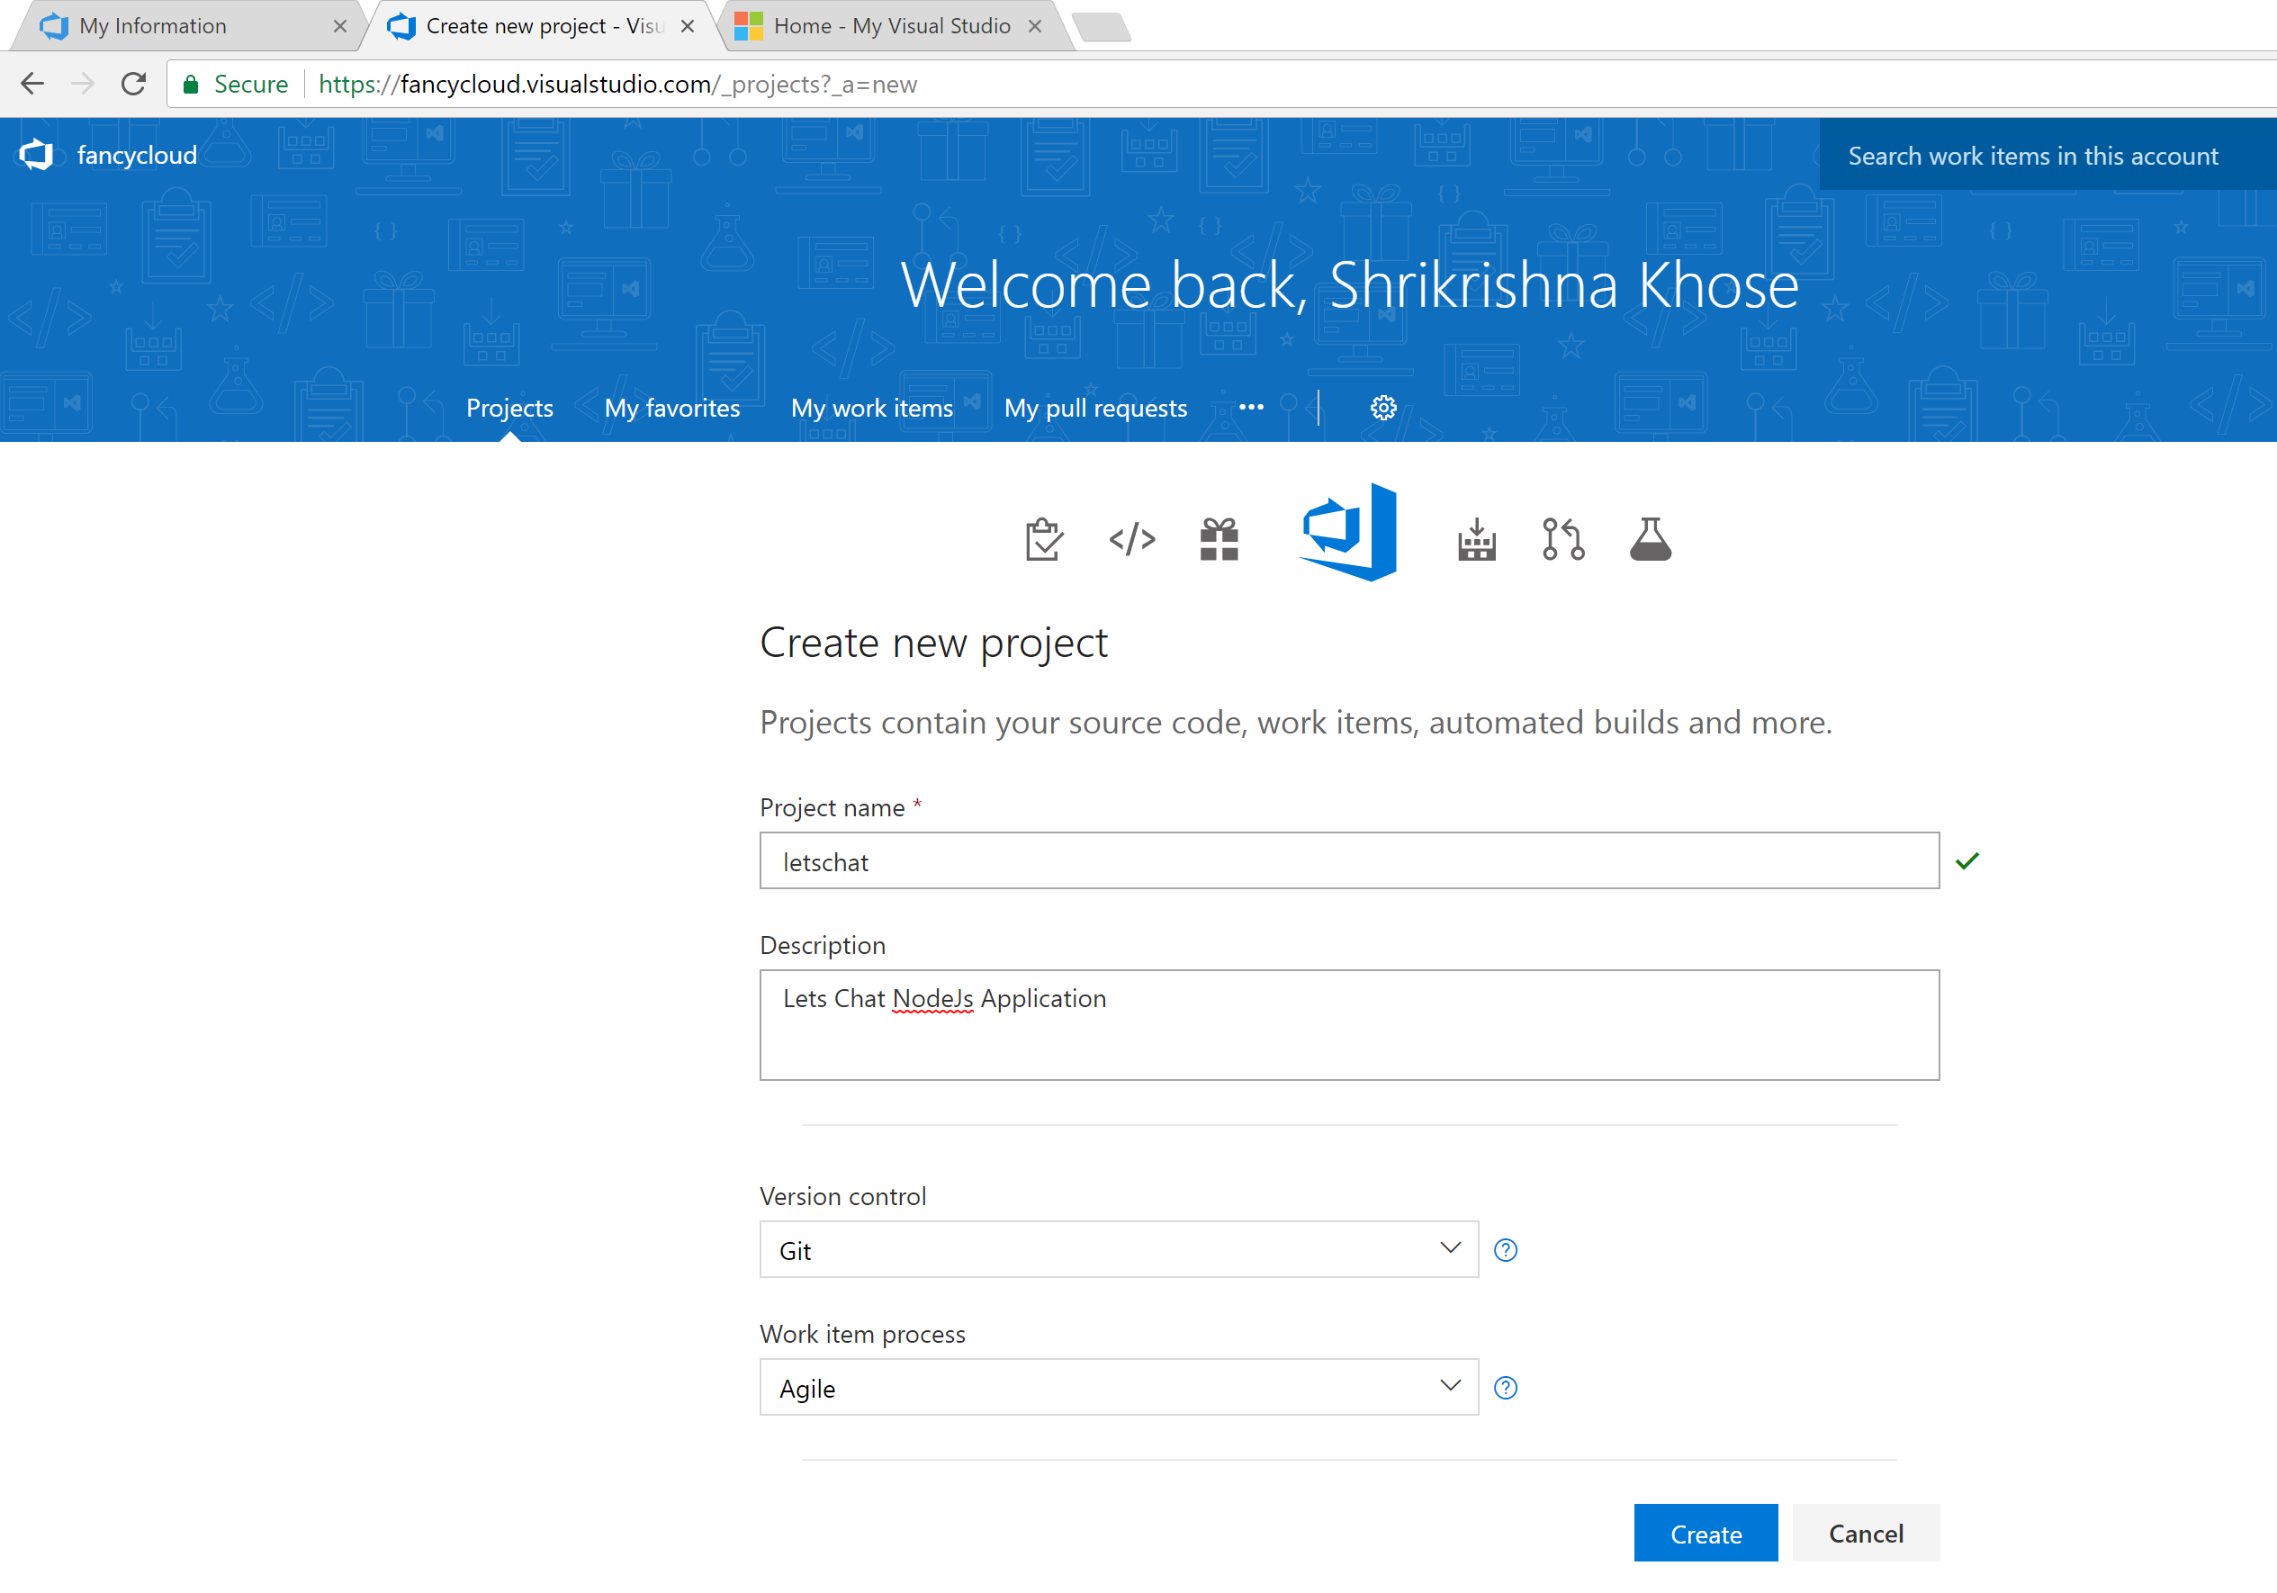 My Information
Create new project - Visu
Home - My Visual Studio
Secure
https://fancycloud.visualstudio.com/_projects?_a=new
fancycloud
Search work items in this account
Welcome back, Shrikrishna Khose
Projects
My favorites
My work items
My pull requests
Create new project
Projects contain your source code, work items, automated builds and more.
Project name *
letschat
Description
Lets Chat NodeJs Application
Version control
Git
Work item process
Agile
Create
Cancel